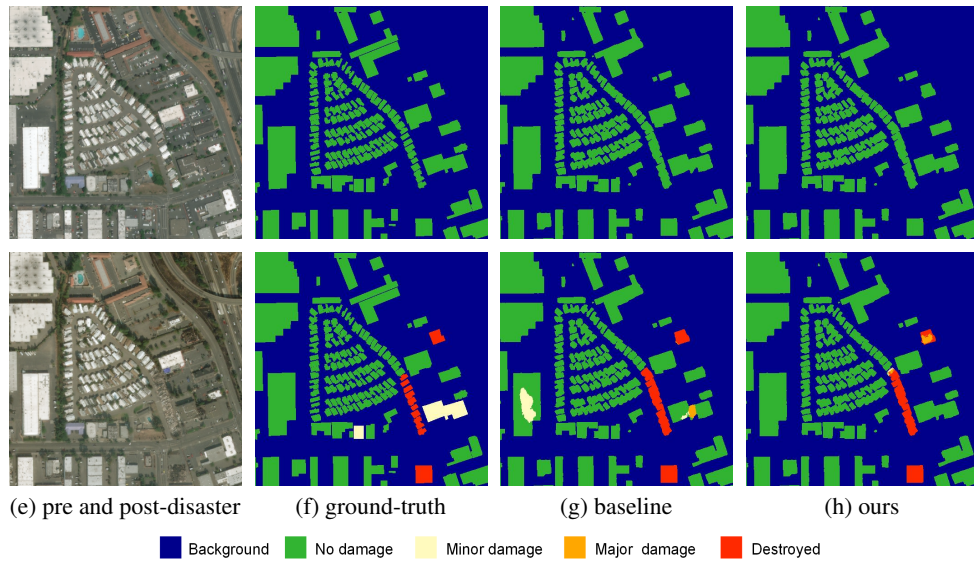 (e) pre and post-disaster (f) ground-truth (g) baseline (h) ours
Background No damage Minor damage Major damage Destroyed